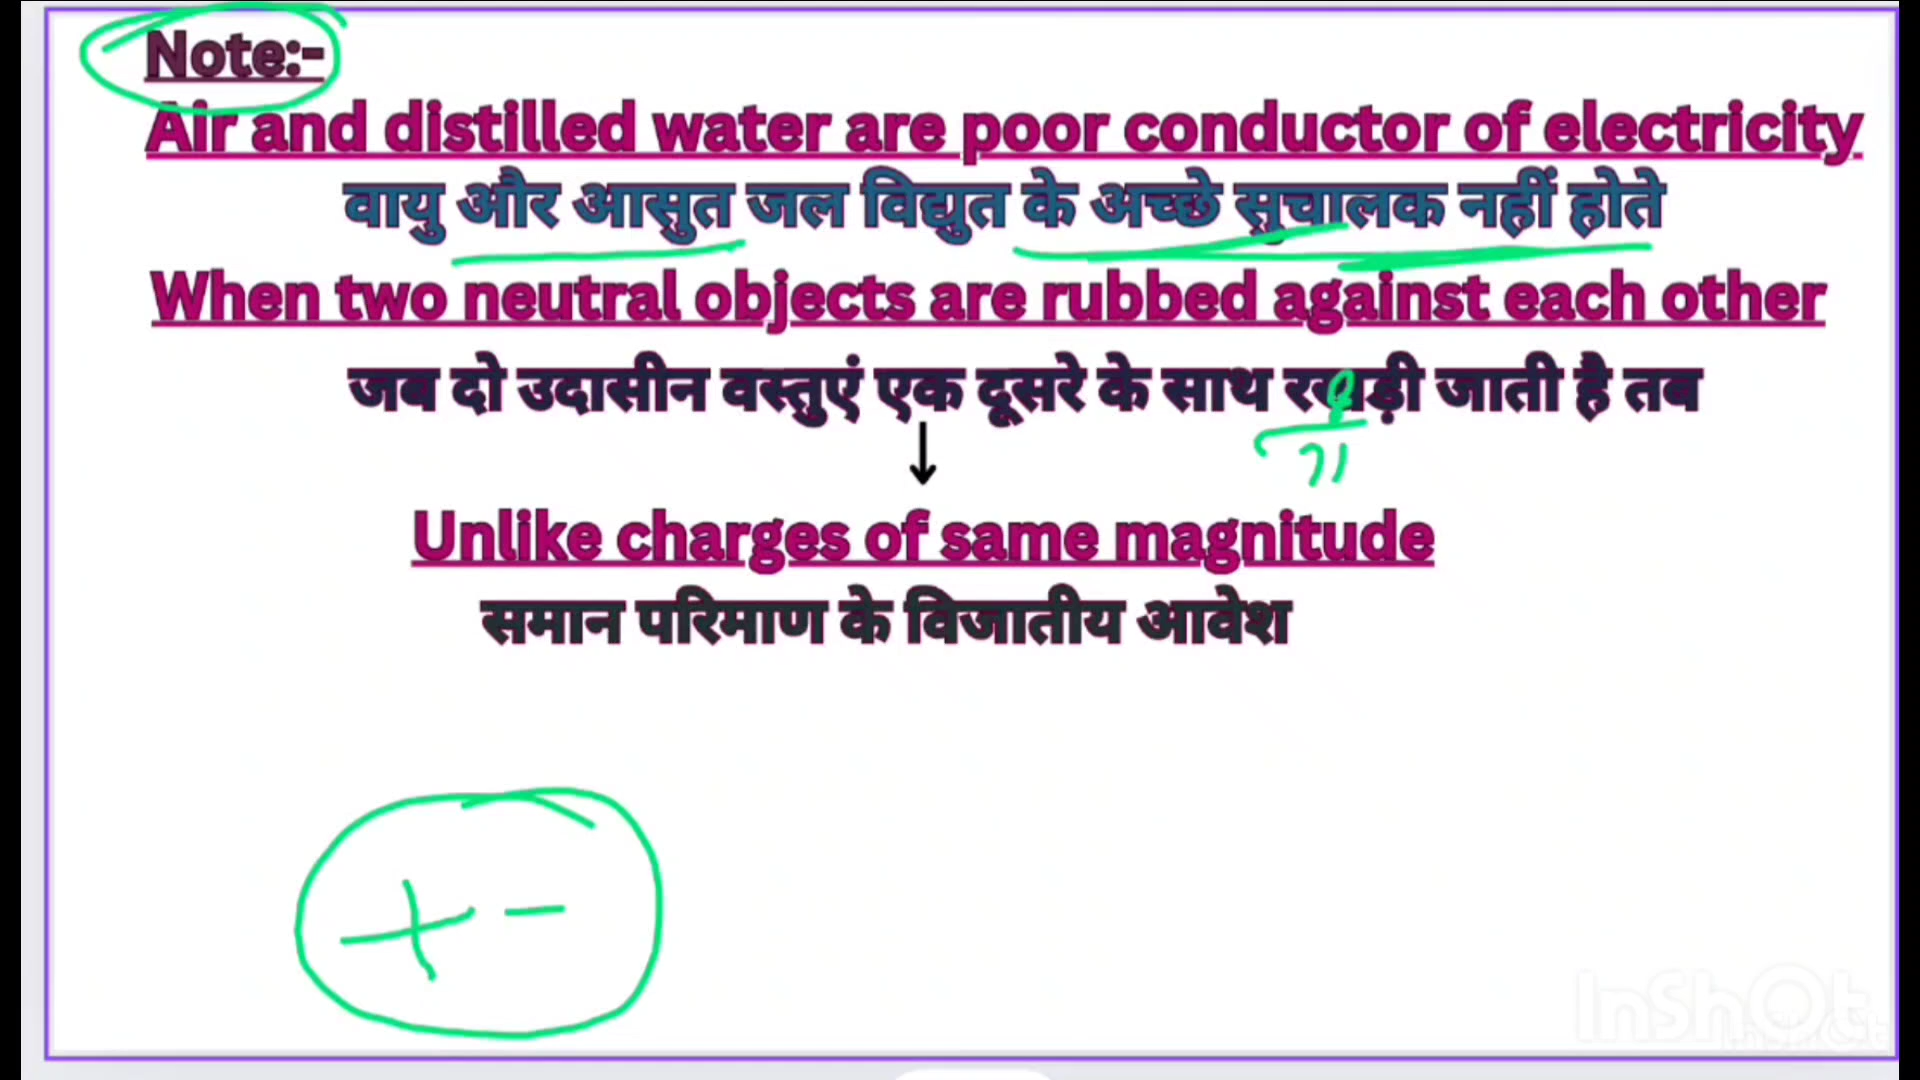 Note:-
Air and distilled water are poor conductor of electricity
वायु और आसुत जल विद्युत के अच्छे सुचालक नहीं होते
When two neutral objects are rubbed against each other
जब दो उदासीन वस्तुएं एक दूसरे के साथ रखड़ी जाती है तब
ग
Unlike charges of same magnitude
समान परिमाण के विजातीय आवेश
+ -
InShOt